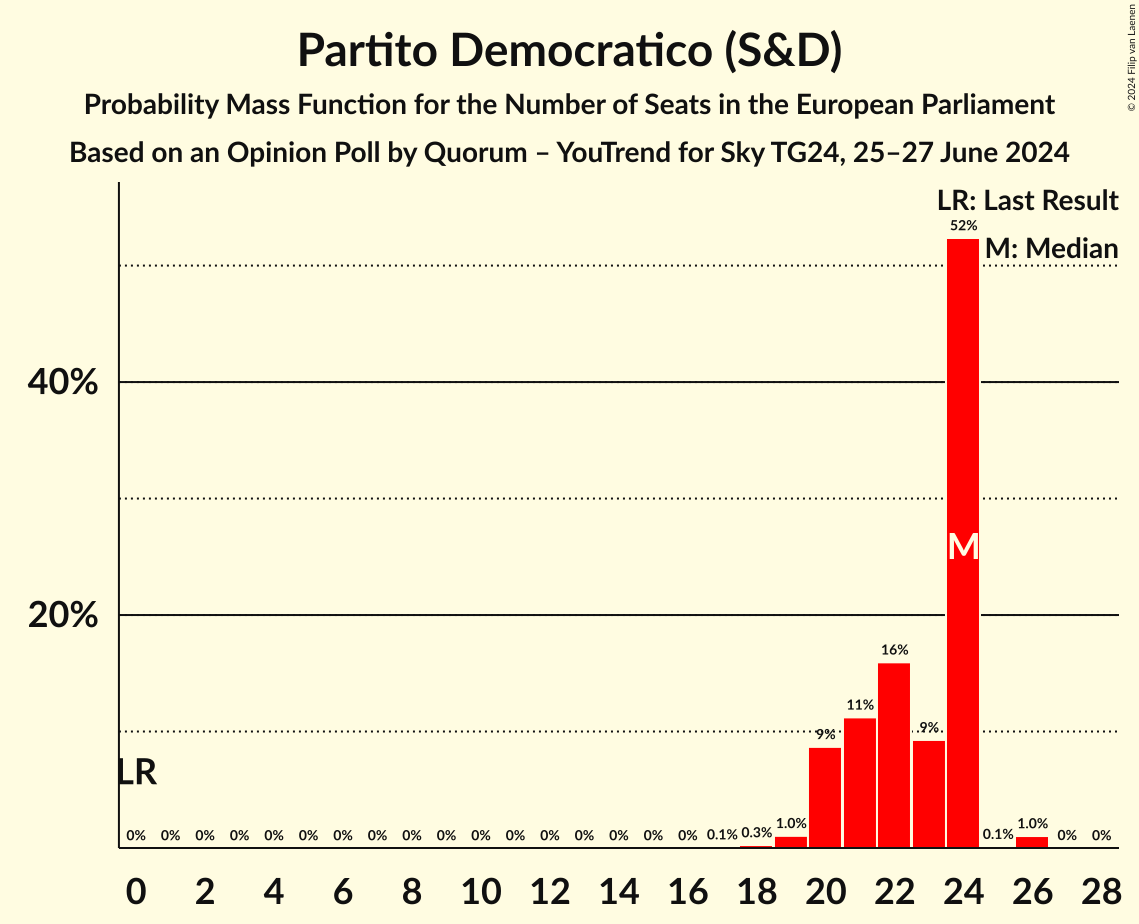 Partito Democratico (S&D)
Probability Mass Function for the Number of Seats in the European Parliament
Based on an Opinion Poll by Quorum – YouTrend for Sky TG24, 25–27 June 2024
© 2024 Filip van Laenen
LR: Last Result
M: Median
52%
40%
M
20%
16%
11%
9%
9%
LR
0% 0% 0% 0% 0% 0% 0% 0% 0% 0% 0% 0% 0% 0% 0% 0% 0% 0.1% 0.3% 1.0% 0.1% 1.0% 0% 0%
0 2 4 6 8 10 12 14 16 18 20 22 24 26 28